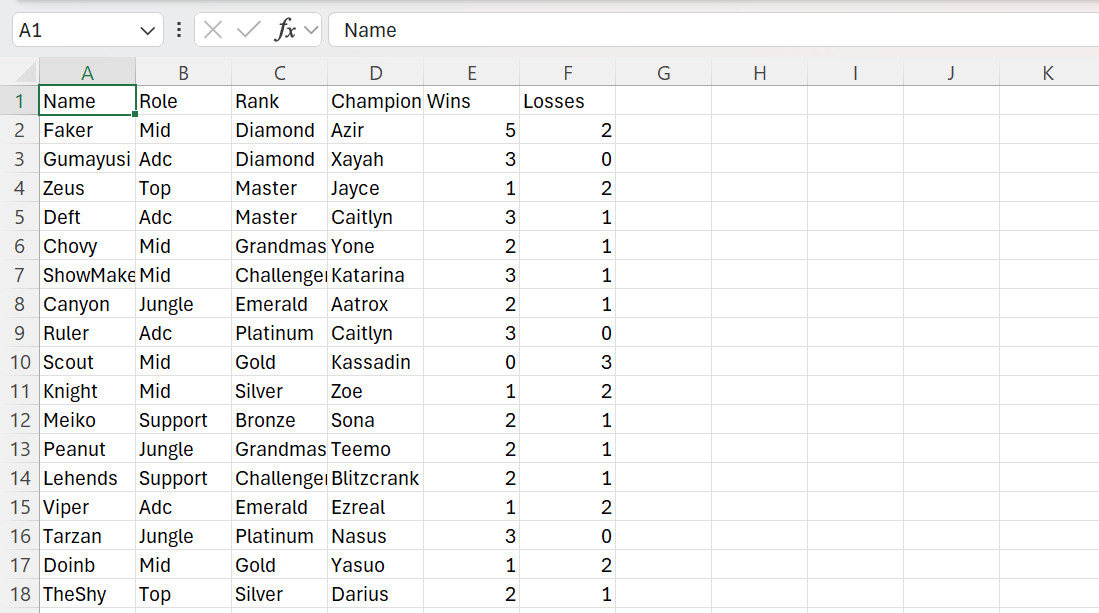 A1 fx Name
A B C D E F G H I J K
1 Name Role Rank Champion Wins Losses
2 Faker Mid Diamond Azir 5 2
3 Gumayusi Adc Diamond Xayah 3 0
4 Zeus Top Master Jayce 1 2
5 Deft Adc Master Caitlyn 3 1
6 Chovy Mid Grandmas Yone 2 1
7 ShowMake Mid Challenger Katarina 3 1
8 Canyon Jungle Emerald Aatrox 2 1
9 Ruler Adc Platinum Caitlyn 3 0
10 Scout Mid Gold Kassadin 0 3
11 Knight Mid Silver Zoe 1 2
12 Meiko Support Bronze Sona 2 1
13 Peanut Jungle Grandmas Teemo 2 1
14 Lehends Support Challenger Blitzcrank 2 1
15 Viper Adc Emerald Ezreal 1 2
16 Tarzan Jungle Platinum Nasus 3 0
17 Doinb Mid Gold Yasuo 1 2
18 TheShy Top Silver Darius 2 1